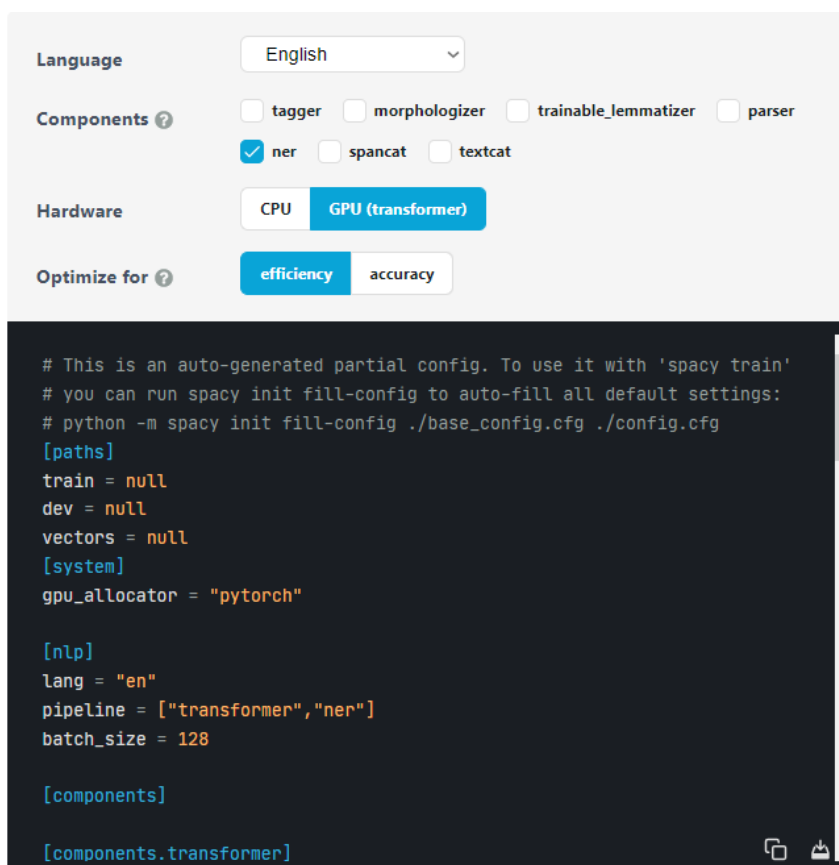 Language English
Components ? tagger morphologizer trainable_lemmatizer parser
ner spancat textcat
Hardware CPU GPU (transformer)
Optimize for ? efficiency accuracy
# This is an auto-generated partial config. To use it with 'spacy train'
# you can run spacy init fill-config to auto-fill all default settings:
# python -m spacy init fill-config ./base_config.cfg ./config.cfg
[paths]
train = null
dev = null
vectors = null
[system]
gpu_allocator = "pytorch"
[nlp]
lang = "en"
pipeline = ["transformer","ner"]
batch_size = 128
[components]
[components.transformer]